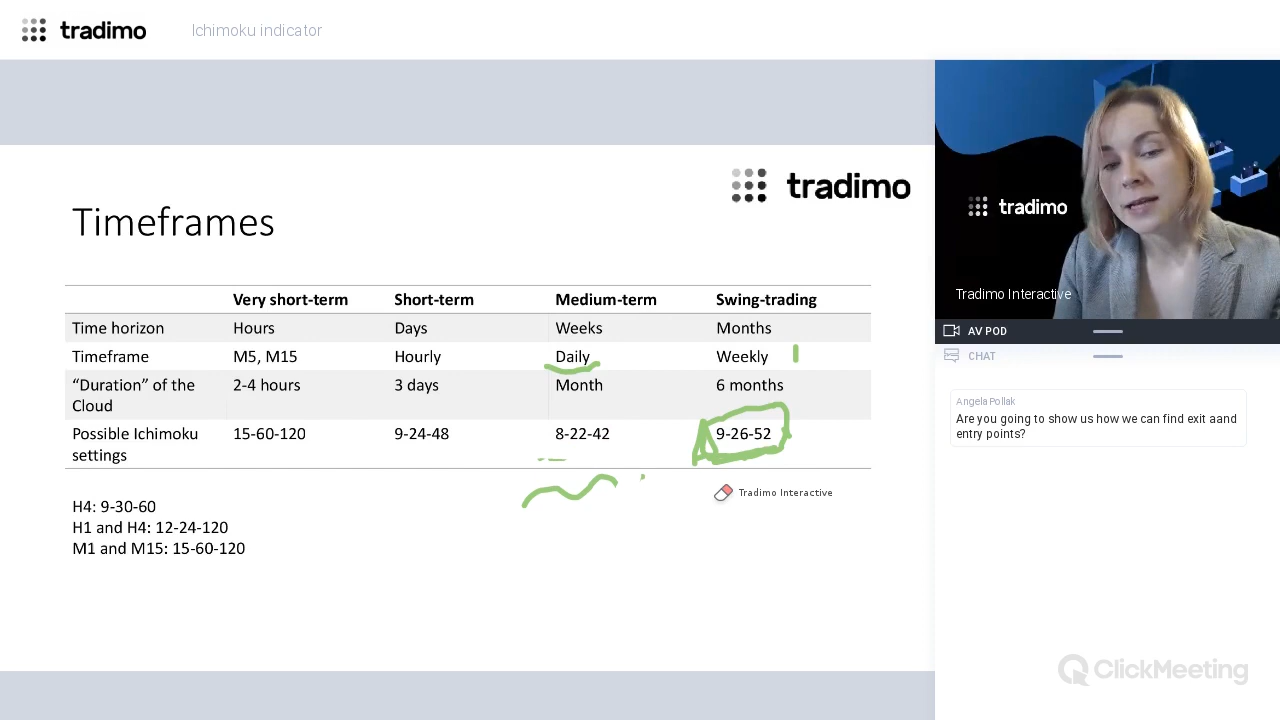 tradimo
Ichimoku indicator
tradimo
Timeframes
Very short-term Short-term Medium-term Swing-trading
Time horizon Hours Days Weeks Months
Timeframe M5, M15 Hourly Daily Weekly
“Duration” of the Cloud 2-4 hours 3 days Month 6 months
Possible Ichimoku settings 15-60-120 9-24-48 8-22-42 9-26-52
Tradimo Interactive
H4: 9-30-60
H1 and H4: 12-24-120
M1 and M15: 15-60-120
tradimo
Tradimo Interactive
AV POD
CHAT
Angela Pollak
Are you going to show us how we can find exit aand
entry points?
ClickMeeting